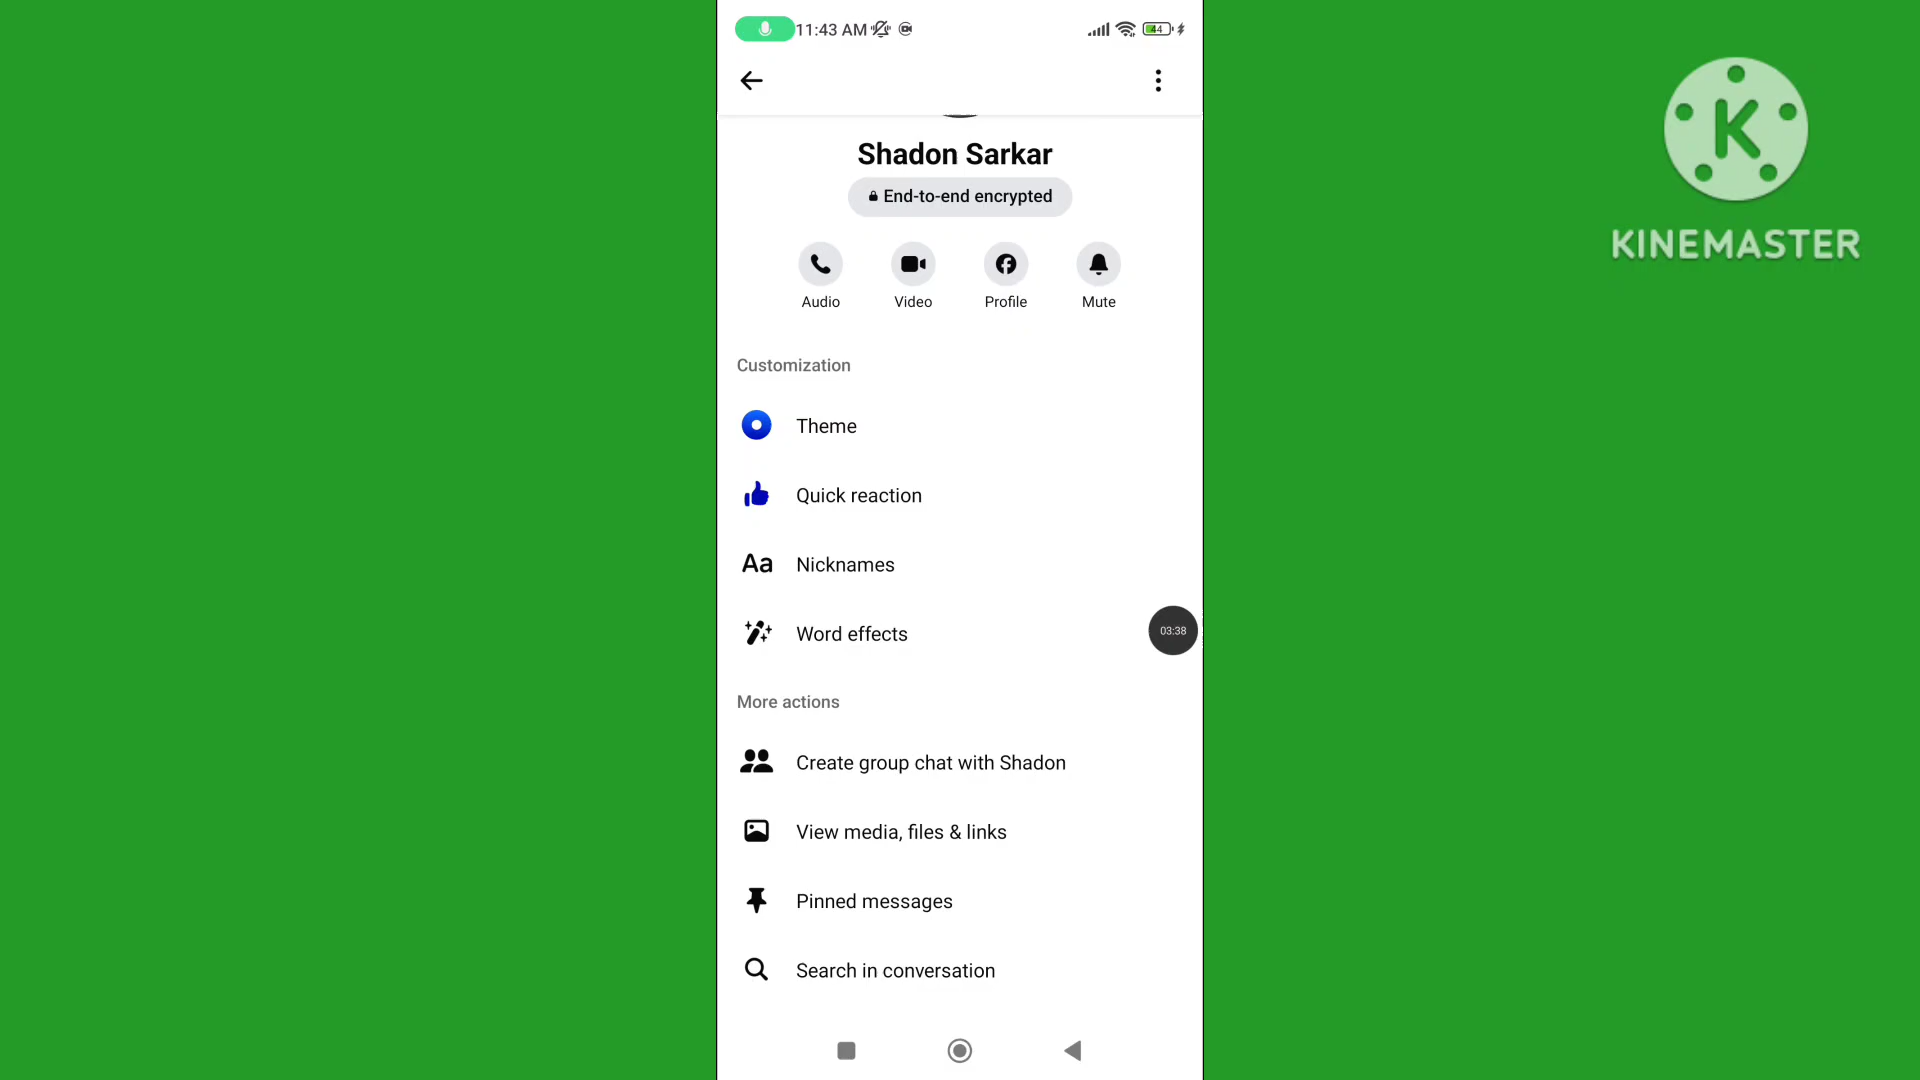 11:43 AM
44
K
KINEMASTER
Shadon Sarkar
End-to-end encrypted
Audio
Video
Profile
Mute
Customization
Theme
Quick reaction
Aa
Nicknames
Word effects
03:38
More actions
Create group chat with Shadon
View media, files & links
Pinned messages
Search in conversation